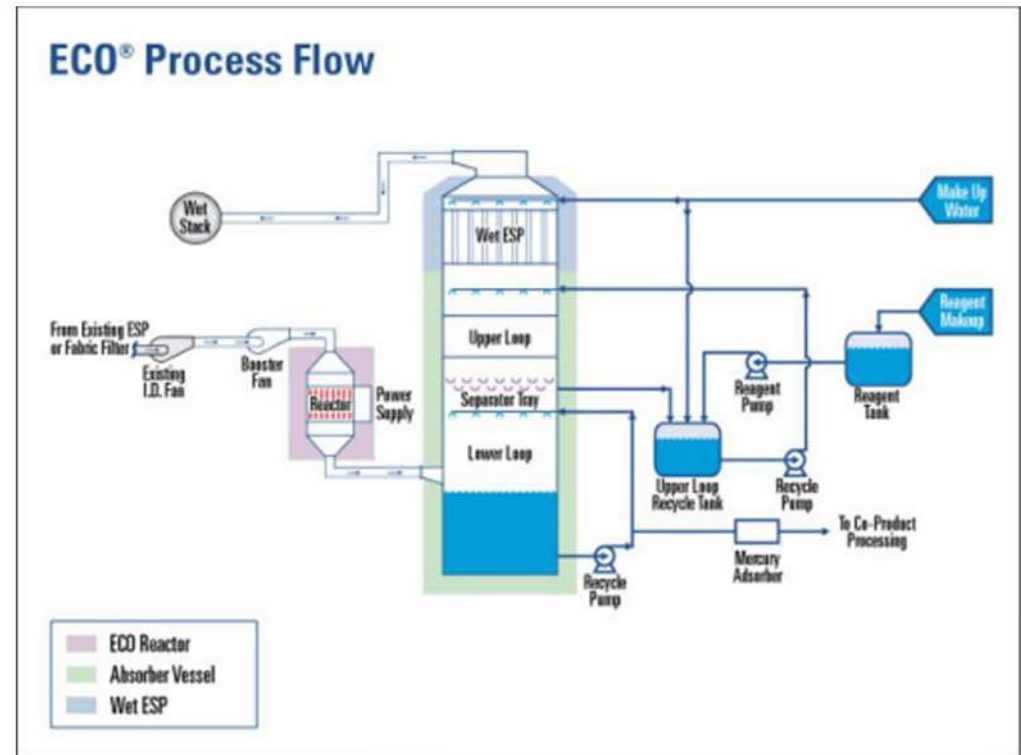 ECO® Process Flow
Wet
Stack
Wet ESP
Make Up
Water
From Existing ESP
or Fabric Filter
Existing
I.D. Fan
Booster
Fan
Reactor
Power
Supply
Upper Loop
Separator Tray
Lower Loop
Reagent
Makeup
Reagent
Pump
Reagent
Tank
Upper Loop
Recycle Tank
Recycle
Pump
To Co-Product
Processing
Mercury
Adsorber
Recycle
Pump
ECO Reactor
Absorber Vessel
Wet ESP